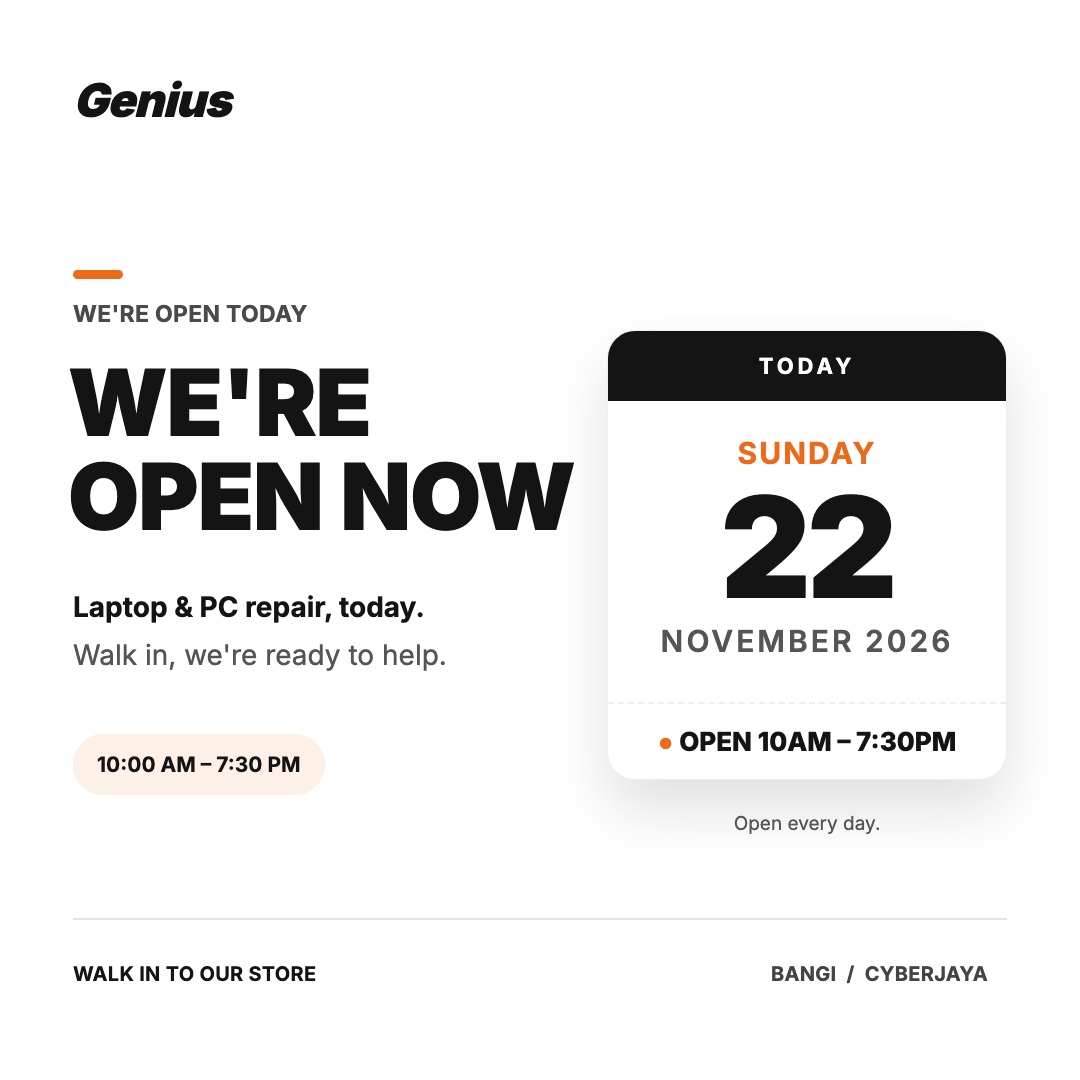 Genius
WE'RE OPEN TODAY
WE'RE
OPEN NOW
Laptop & PC repair, today.
Walk in, we're ready to help.
10:00 AM – 7:30 PM
TODAY
SUNDAY
22
NOVEMBER 2026
OPEN 10AM – 7:30PM
Open every day.
WALK IN TO OUR STORE
BANGI / CYBERJAYA